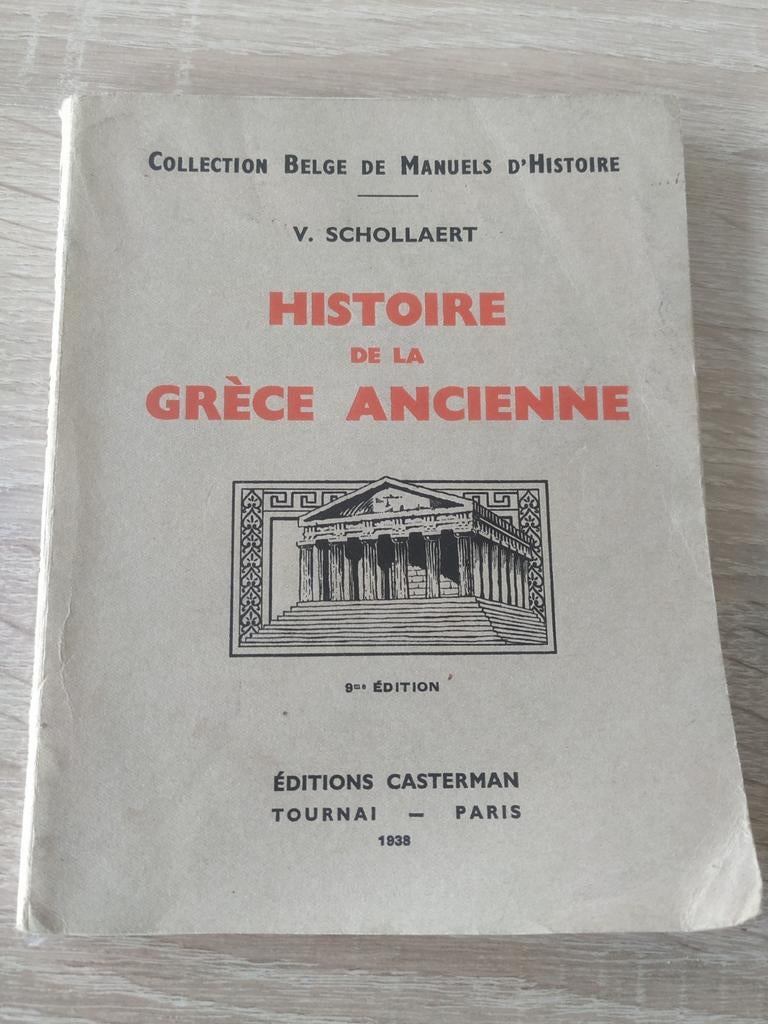 Collection Belge de Manuels d'Histoire
V. SCHOLLAERT
HISTOIRE
DE LA
GRÈCE ANCIENNE
9me ÉDITION
ÉDITIONS CASTERMAN
TOURNAI — PARIS
1938